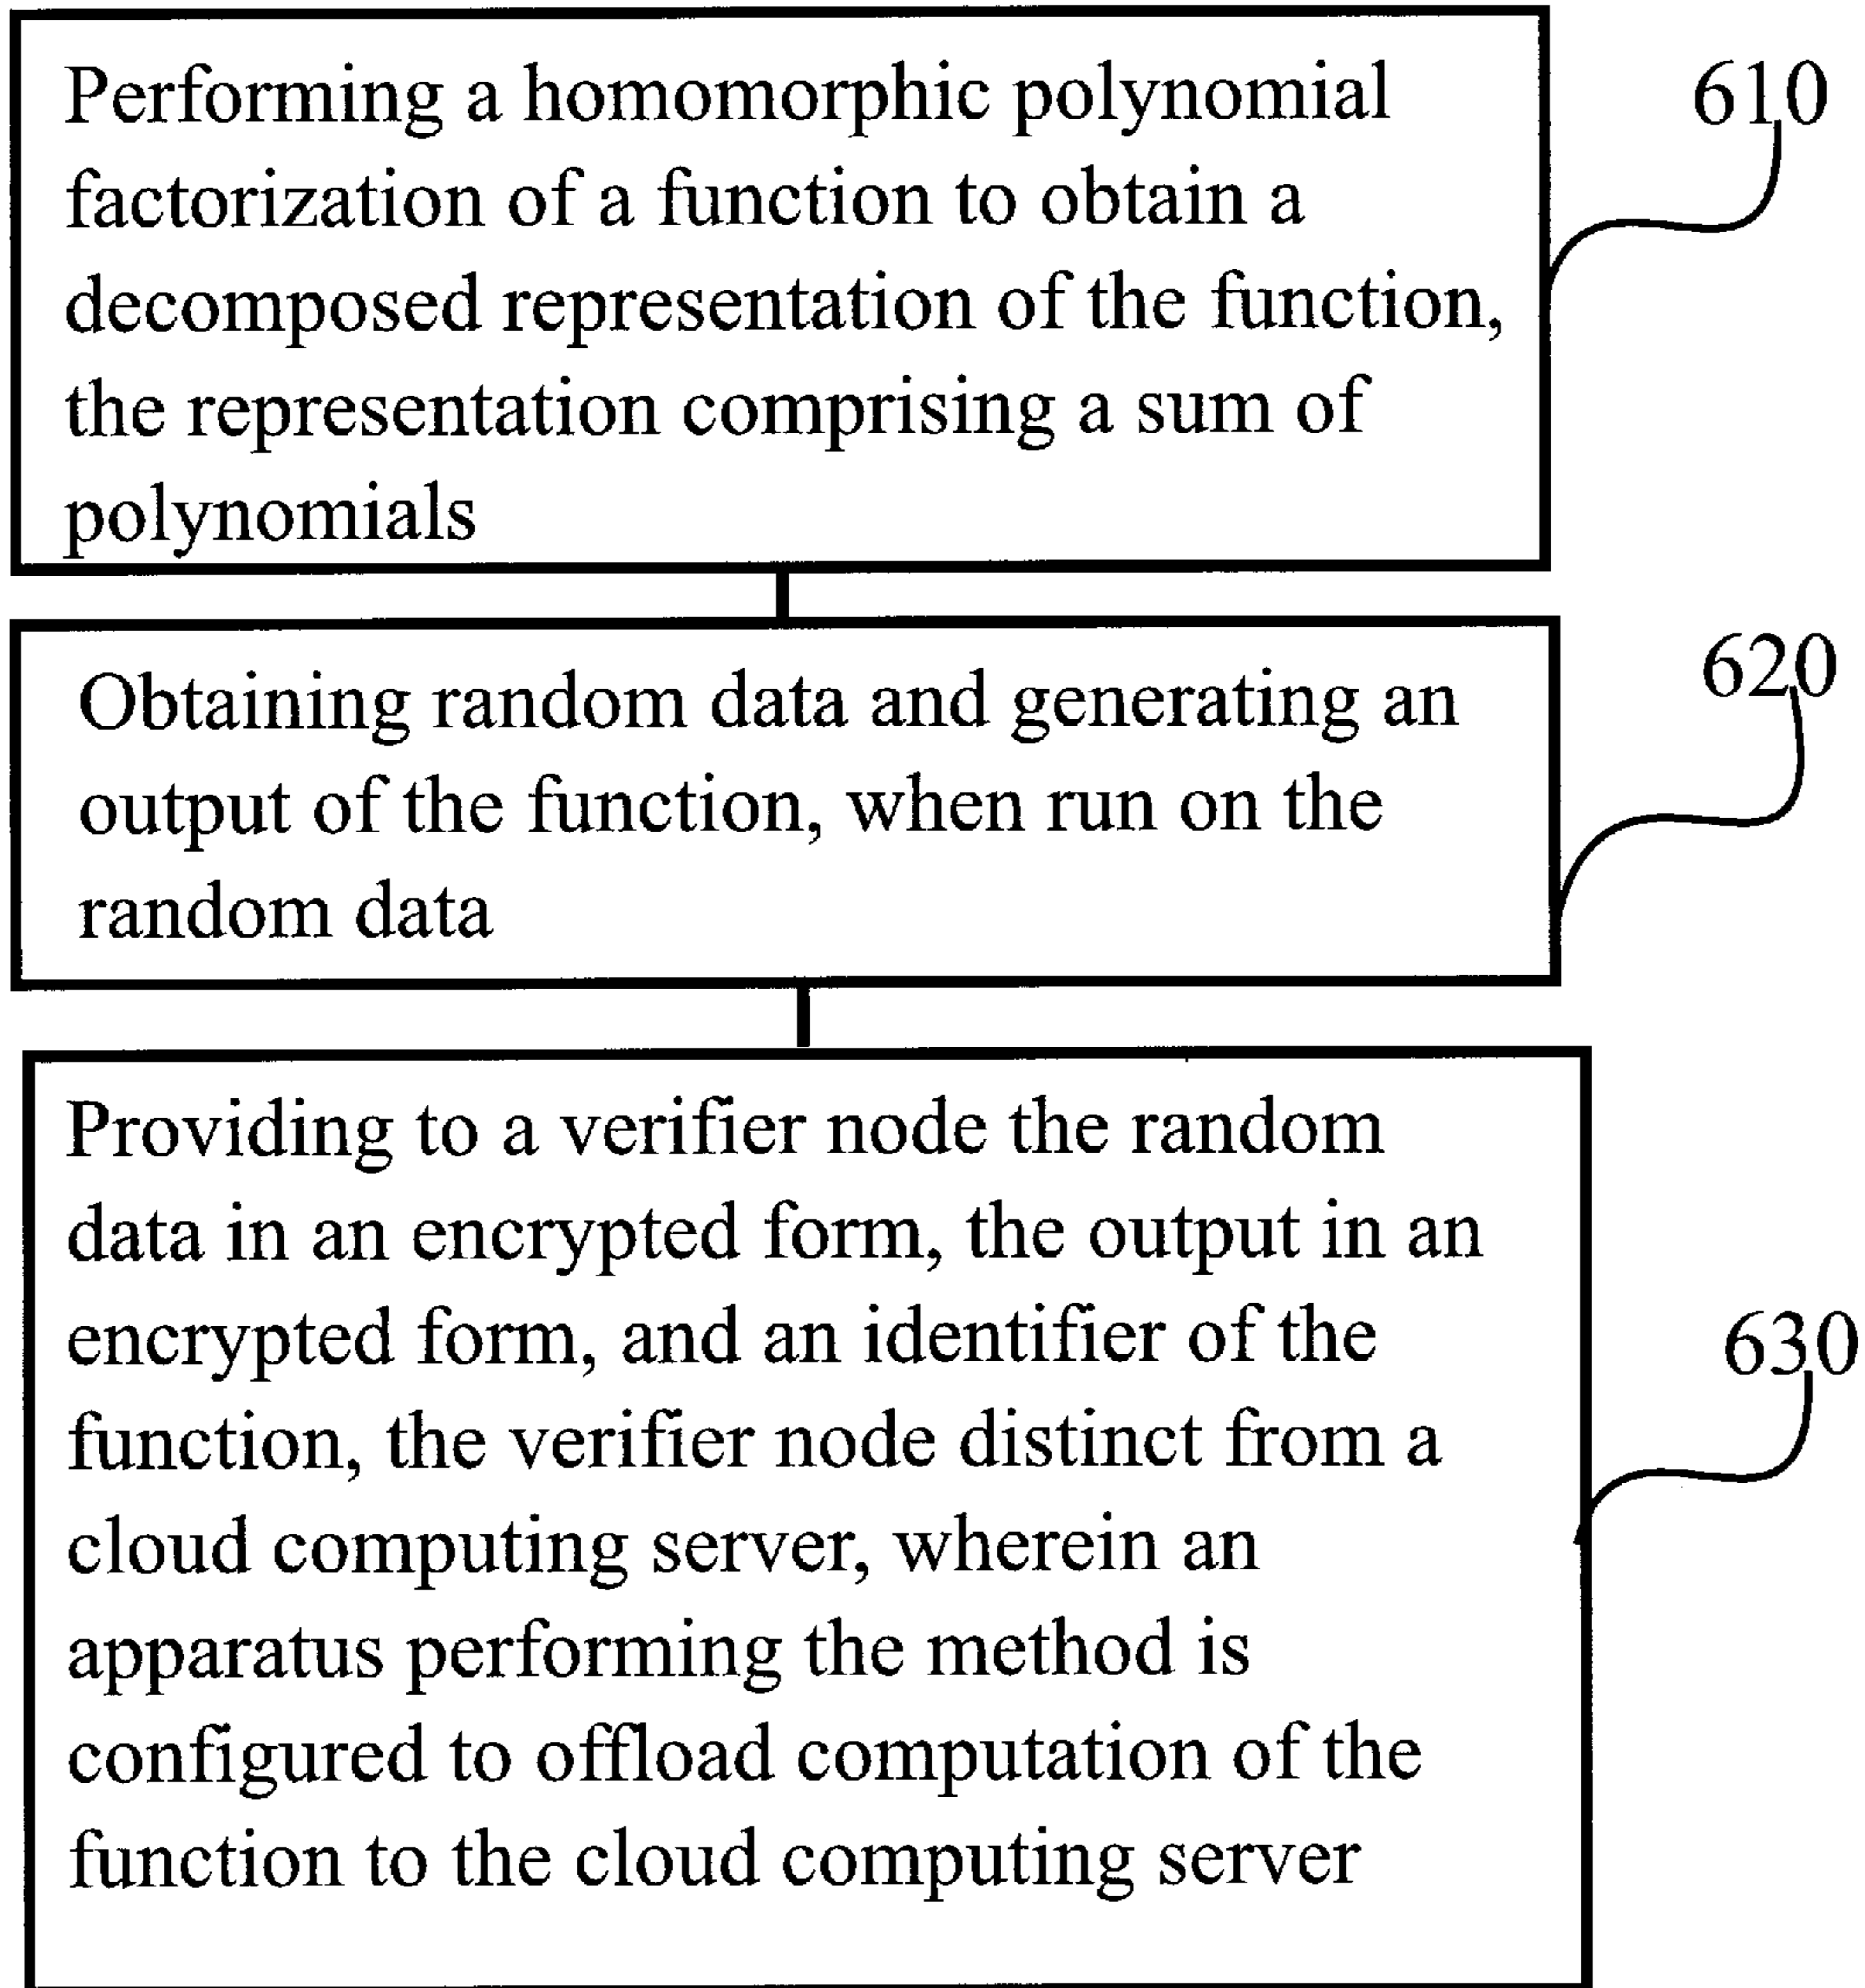 Performing a homomorphic polynomial
factorization of a function to obtain a
decomposed representation of the function,
the representation comprising a sum of
polynomials
610
Obtaining random data and generating an
output of the function, when run on the
random data
620
Providing to a verifier node the random
data in an encrypted form, the output in an
encrypted form, and an identifier of the
function, the verifier node distinct from a
cloud computing server, wherein an
apparatus performing the method is
configured to offload computation of the
function to the cloud computing server
630